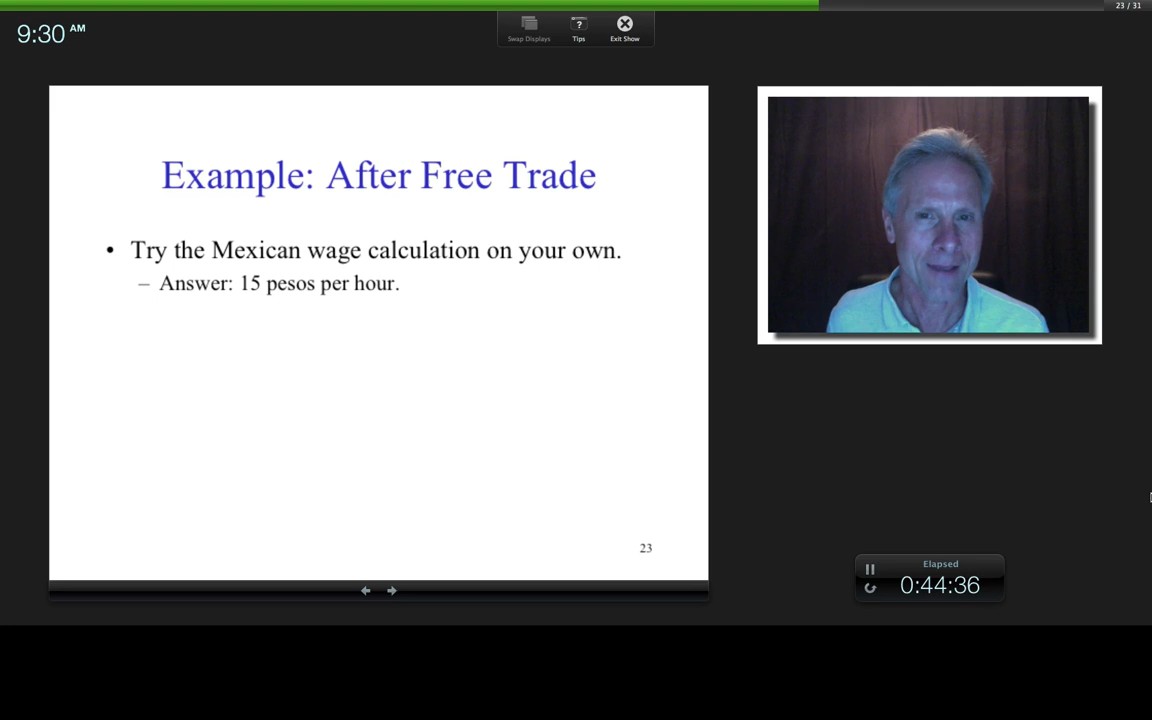 23 / 31
9:30 AM
Swap Displays
?
Tips
Exit Show
Example: After Free Trade
• Try the Mexican wage calculation on your own.
– Answer: 15 pesos per hour.
23
Elapsed
0:44:36